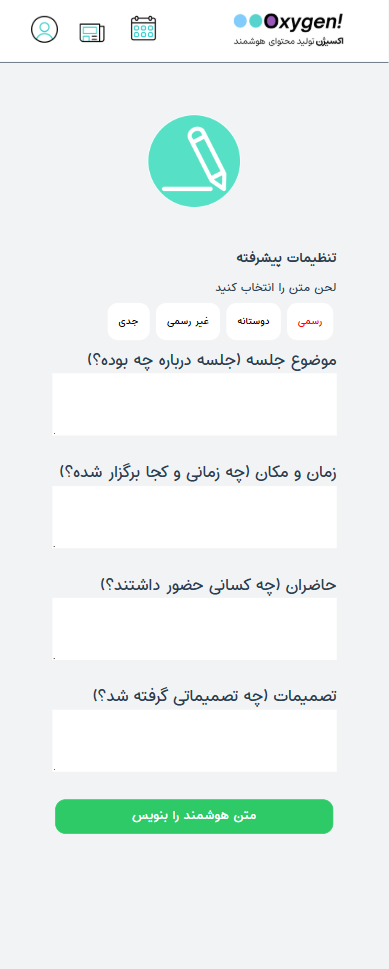 Oxygen!
اکسیژن تولید محتوای هوشمند
تنظیمات پیشرفته
لحن متن را انتخاب کنید
رسمی دوستانه غیر رسمی جدی
موضوع جلسه (جلسه درباره چه بوده؟)
زمان و مکان (چه زمانی و کجا برگزار شده؟)
حاضران (چه کسانی حضور داشتند؟)
تصمیمات (چه تصمیماتی گرفته شد؟)
متن هوشمند را بنویس